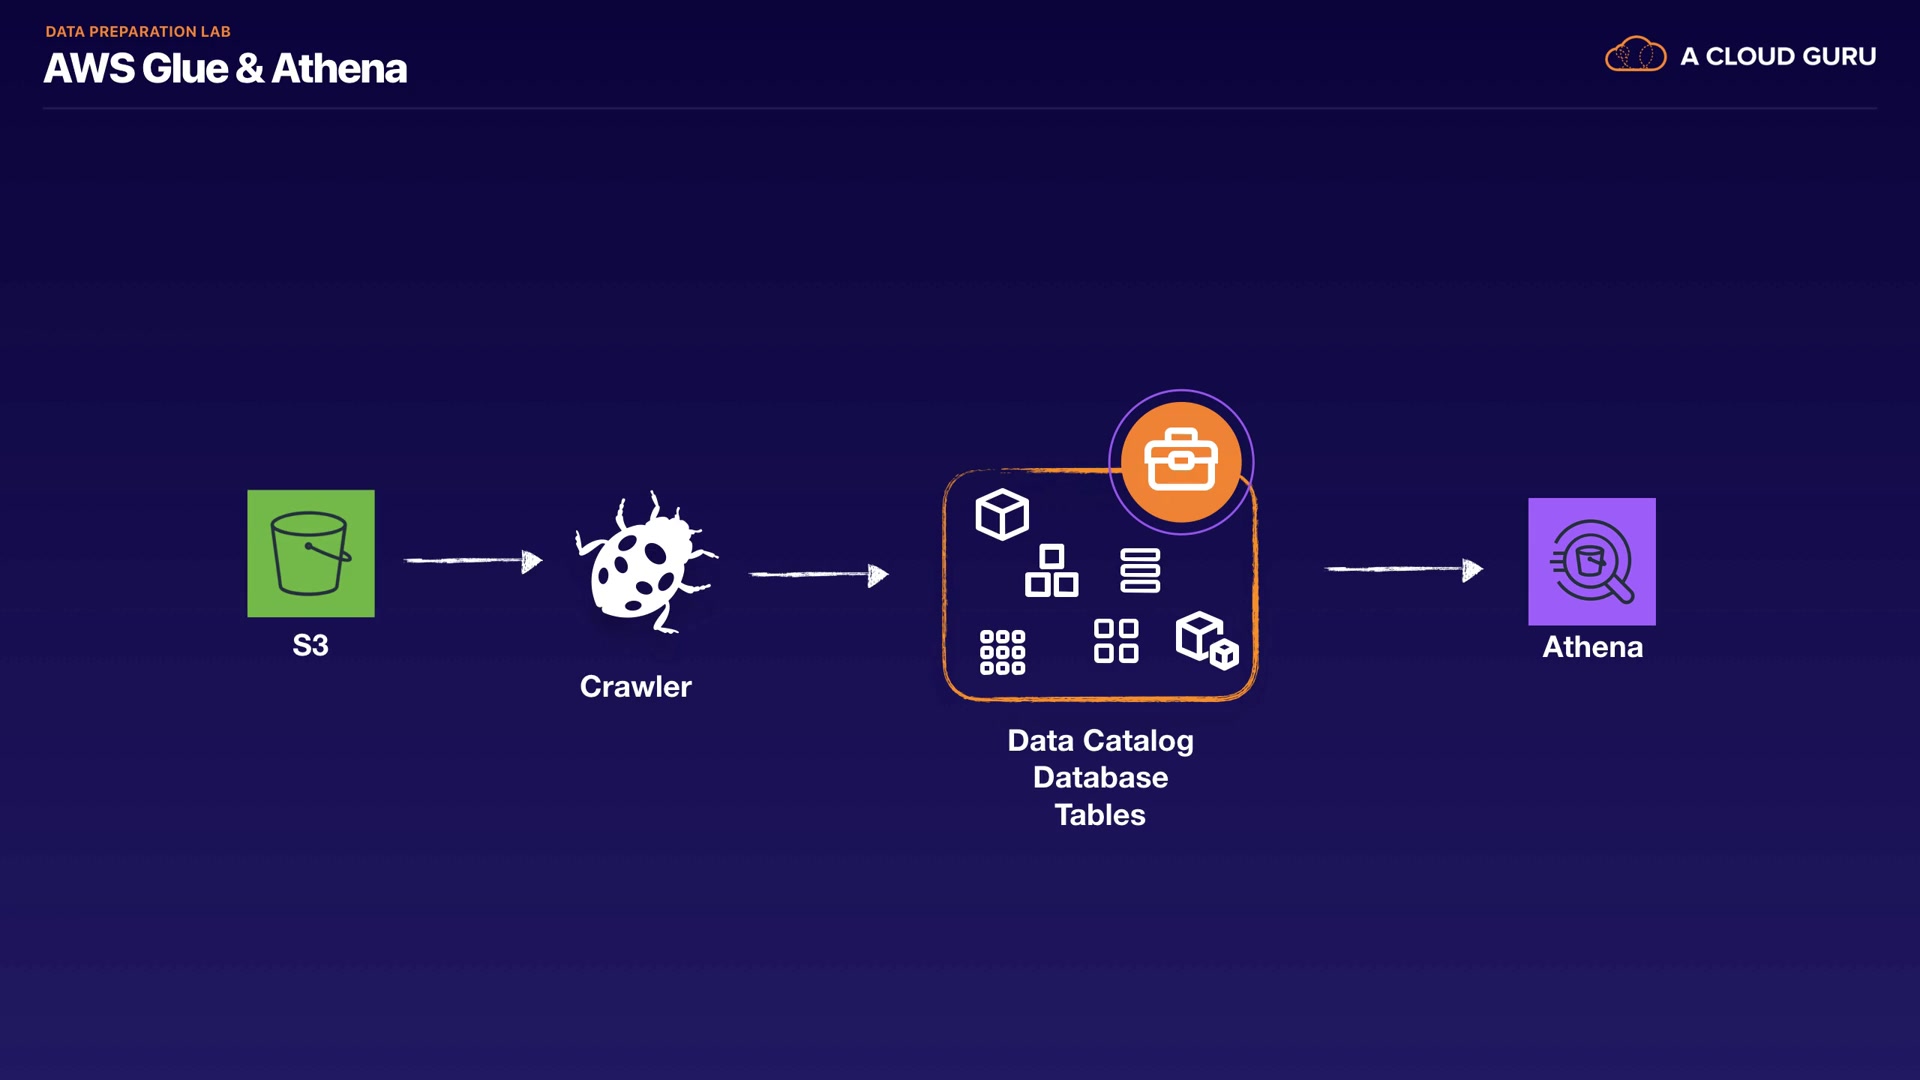 DATA PREPARATION LAB
AWS Glue & Athena
A CLOUD GURU
S3
Crawler
Data Catalog
Database
Tables
Athena